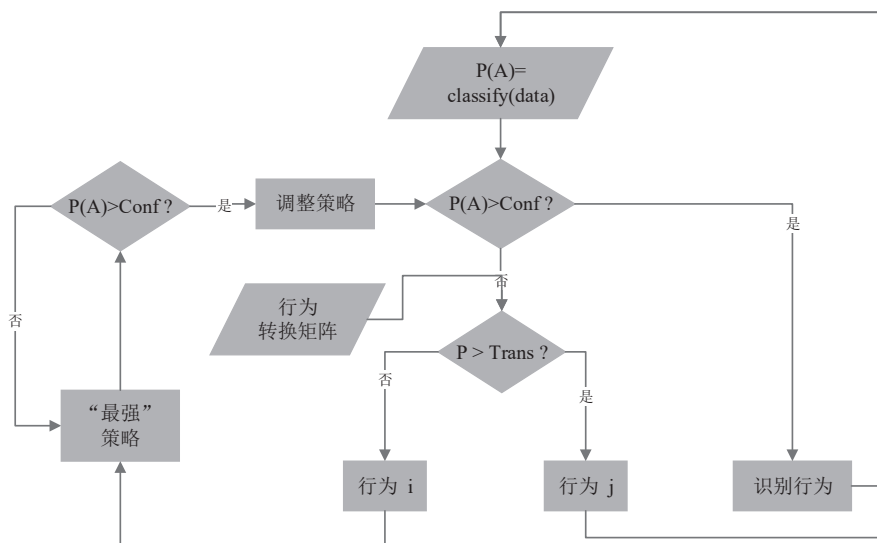 P(A)=
classify(data)
P(A)>Conf ?
是
调整策略
P(A)>Conf ?
是
否
否
行为
转换矩阵
P > Trans ?
否
是
“最强”
策略
行为 i
行为 j
识别行为